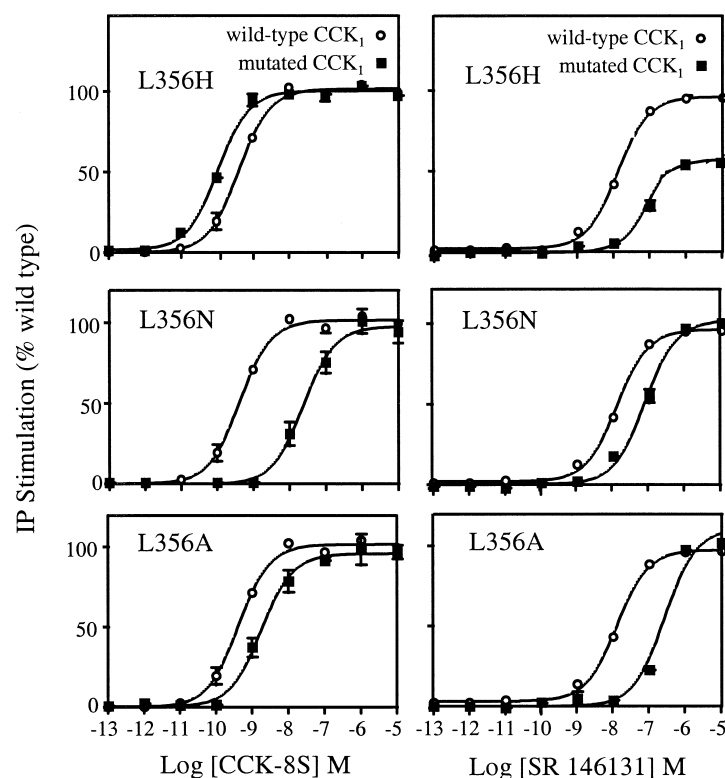 wild-type CCK1
mutated CCK1
L356H
wild-type CCK1
mutated CCK1
L356H
100
50
0
L356N
L356N
100
50
0
L356A
L356A
100
50
0
IP Stimulation (% wild type)
-13 -12 -11 -10 -9 -8 -7 -6 -5
-13 -12 -11 -10 -9 -8 -7 -6 -5
Log [CCK-8S] M
Log [SR 146131] M